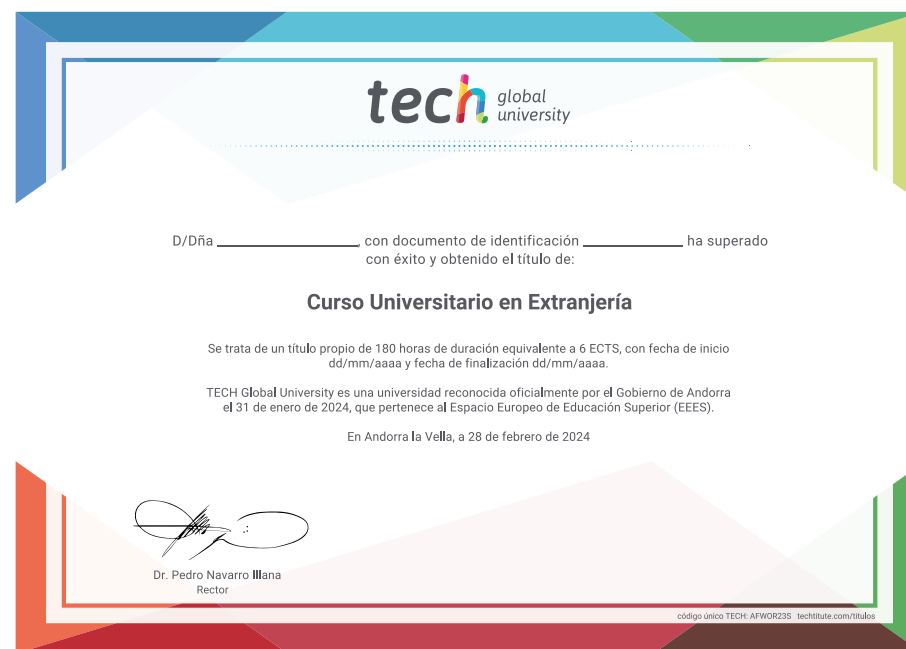 tech global university
D/Dña ____________, con documento de identificación ____________ ha superado
con éxito y obtenido el título de:
Curso Universitario en Extranjería
Se trata de un título propio de 180 horas de duración equivalente a 6 ECTS, con fecha de inicio
dd/mm/aaaa y fecha de finalización dd/mm/aaaa.
TECH Global University es una universidad reconocida oficialmente por el Gobierno de Andorra
el 31 de enero de 2024, que pertenece al Espacio Europeo de Educación Superior (EEES).
En Andorra la Vella, a 28 de febrero de 2024
Dr. Pedro Navarro Illana
Rector
código único TECH: AFWOR23S techtitute.com/titulos